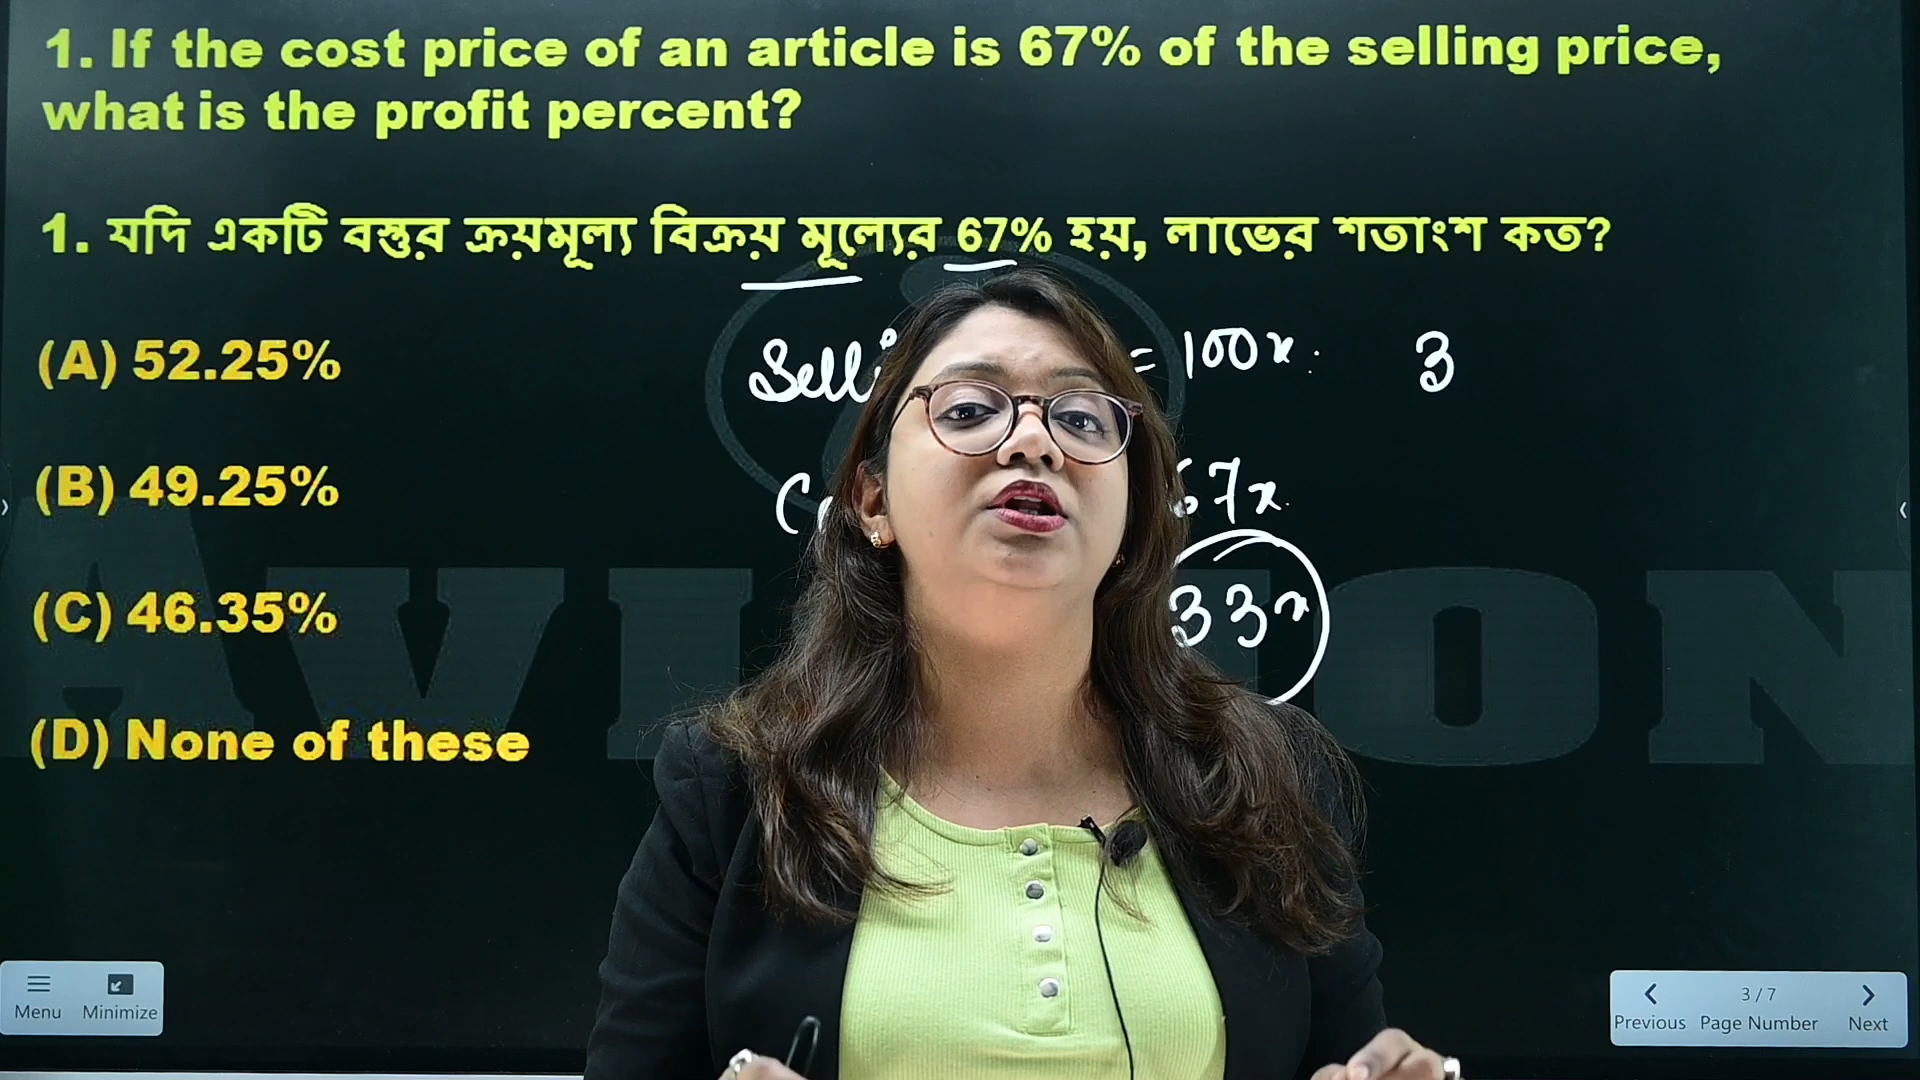 1. If the cost price of an article is 67% of the selling price,
what is the profit percent?
1. যদি একটি বস্তুর ক্রয়মূল্য বিক্রয় মূল্যের 67% হয়, লাভের শতাংশ কত?
(A) 52.25%
= 100x
3
(B) 49.25%
67x
(C) 46.35%
33x
(D) None of these
Menu Minimize
3 / 7
Previous Page Number Next